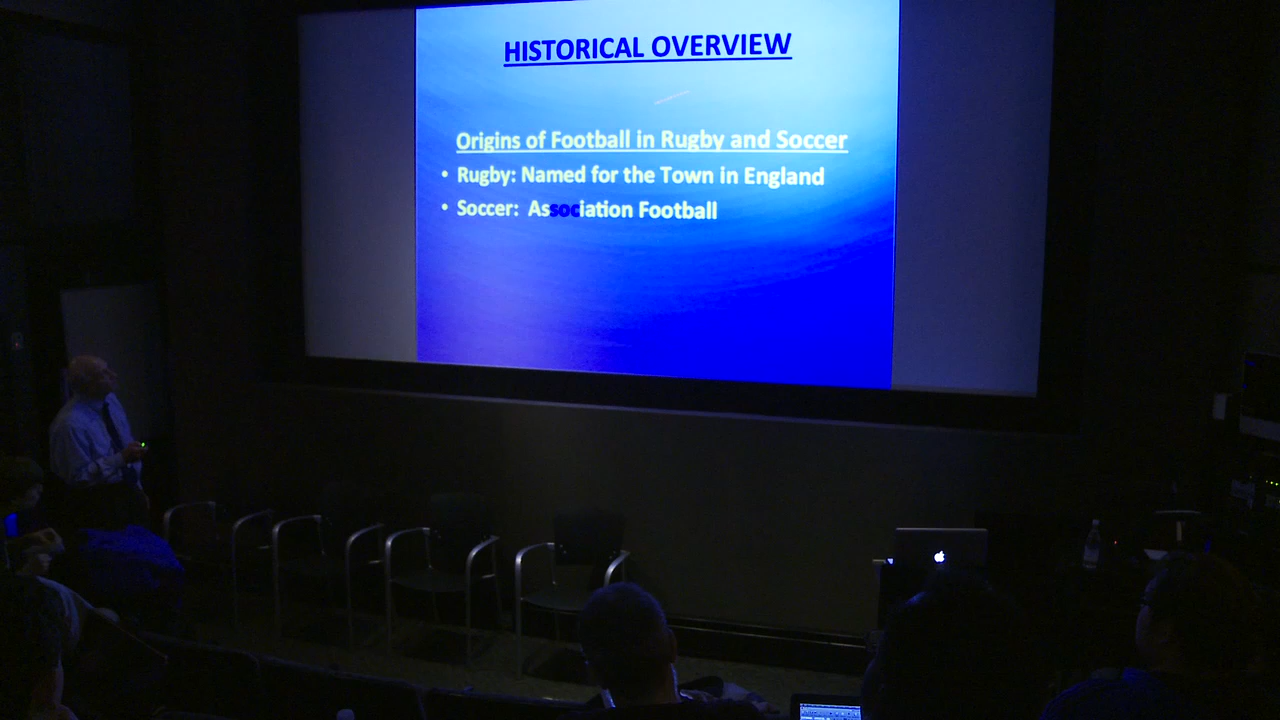 HISTORICAL OVERVIEW
Origins of Football in Rugby and Soccer
• Rugby: Named for the Town in England
• Soccer: Association Football